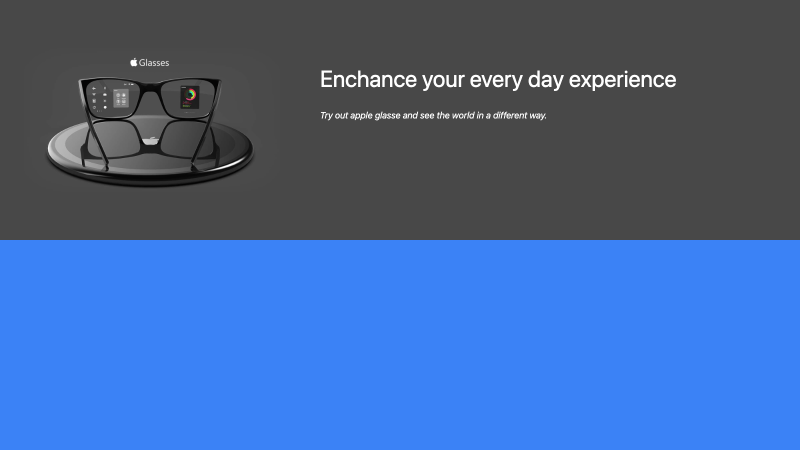 Glasses
Enchance your every day experience
Try out apple glasse and see the world in a different way.